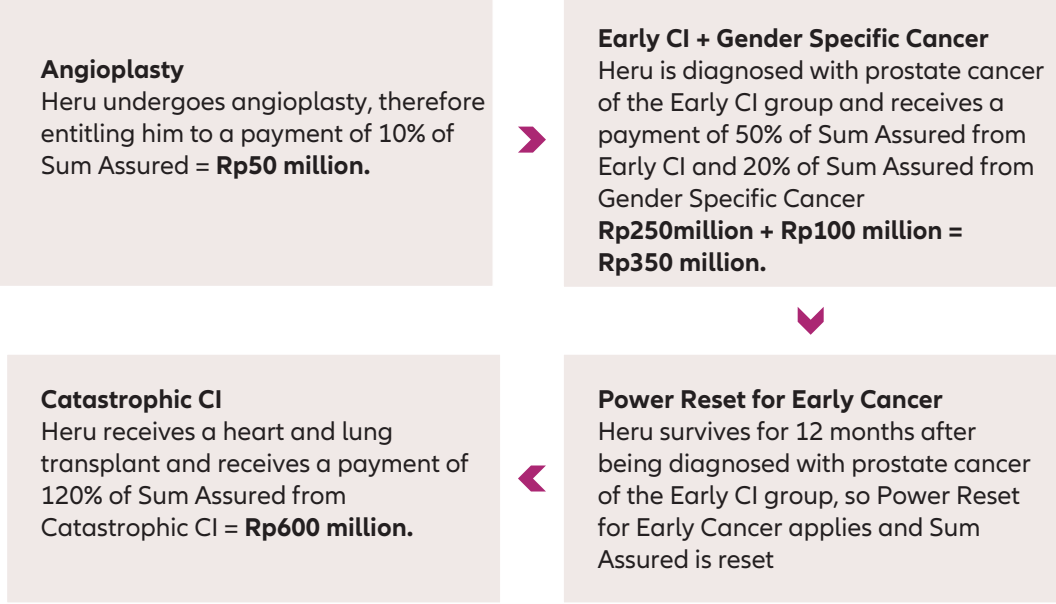 Angioplasty
Heru undergoes angioplasty, therefore
entitling him to a payment of 10% of
Sum Assured = Rp50 million.
Early CI + Gender Specific Cancer
Heru is diagnosed with prostate cancer
of the Early CI group and receives a
payment of 50% of Sum Assured from
Early CI and 20% of Sum Assured from
Gender Specific Cancer
Rp250million + Rp100 million =
Rp350 million.
Power Reset for Early Cancer
Heru survives for 12 months after
being diagnosed with prostate cancer
of the Early CI group, so Power Reset
for Early Cancer applies and Sum
Assured is reset
Catastrophic CI
Heru receives a heart and lung
transplant and receives a payment of
120% of Sum Assured from
Catastrophic CI = Rp600 million.